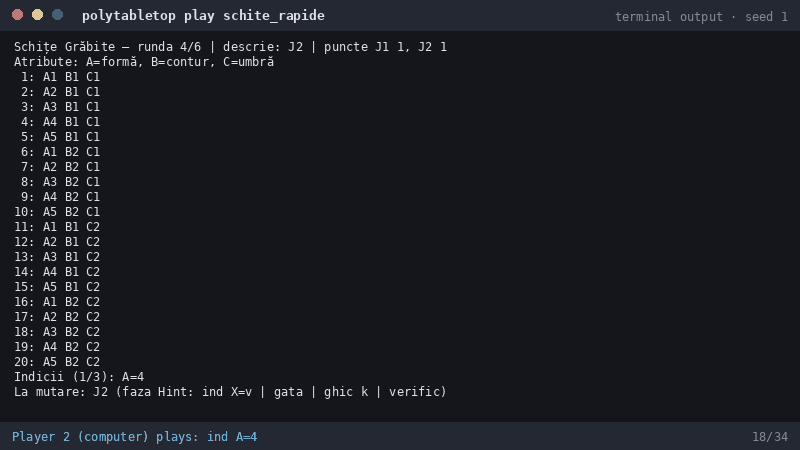 polytabletop play schite_rapide
terminal output · seed 1
Schițe Grăbite — runda 4/6 | descrie: J2 | puncte J1 1, J2 1
Atribute: A=formă, B=contur, C=umbră
1: A1 B1 C1
2: A2 B1 C1
3: A3 B1 C1
4: A4 B1 C1
5: A5 B1 C1
6: A1 B2 C1
7: A2 B2 C1
8: A3 B2 C1
9: A4 B2 C1
10: A5 B2 C1
11: A1 B1 C2
12: A2 B1 C2
13: A3 B1 C2
14: A4 B1 C2
15: A5 B1 C2
16: A1 B2 C2
17: A2 B2 C2
18: A3 B2 C2
19: A4 B2 C2
20: A5 B2 C2
Indicii (1/3): A=4
La mutare: J2 (faza Hint: ind X=v | gata | ghic k | verific)
Player 2 (computer) plays: ind A=4
18/34